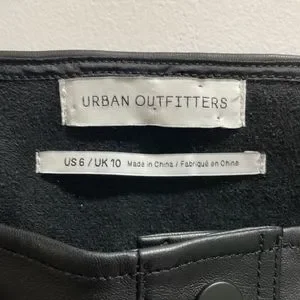 URBAN OUTFITTERS
US 6 / UK 10 Made in China / Fabriqué en Chine